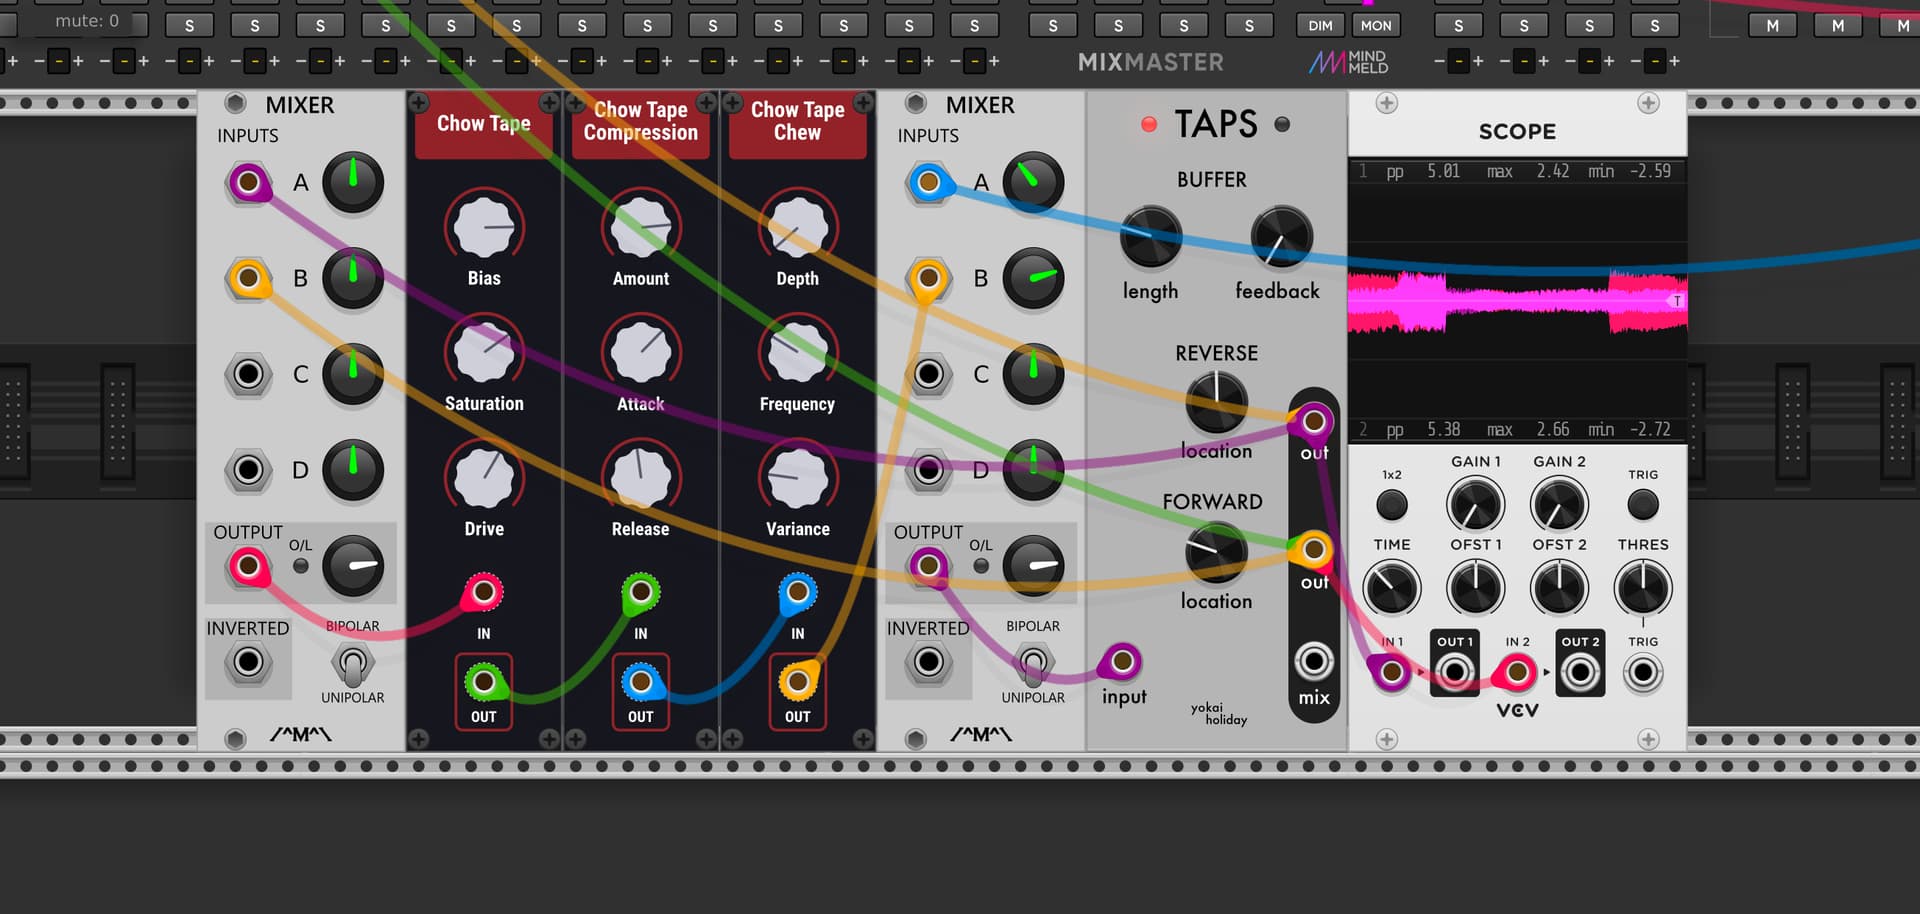 mute: 0
S S S S S S S S S S S S S S S S S S DIM MON S S S S M M M
MIXMASTER
MIND
MELD
MIXER
INPUTS
A
B
C
D
OUTPUT
O/L
INVERTED
BIPOLAR
UNIPOLAR
Chow Tape
Bias
Saturation
Drive
IN
OUT
Chow Tape
Compression
Amount
Attack
Release
IN
OUT
Chow Tape
Chew
Depth
Frequency
Variance
IN
OUT
MIXER
INPUTS
A
B
C
D
OUTPUT
O/L
INVERTED
BIPOLAR
UNIPOLAR
TAPS
BUFFER
length feedback
REVERSE
location
out
FORWARD
location
out
input
mix
yokai
holiday
SCOPE
1 pp 5.01 max 2.42 min -2.59
T
2 pp 5.38 max 2.66 min -2.72
1x2 GAIN 1 GAIN 2 TRIG
TIME OFST 1 OFST 2 THRES
IN 1 OUT 1 IN 2 OUT 2 TRIG
VCV